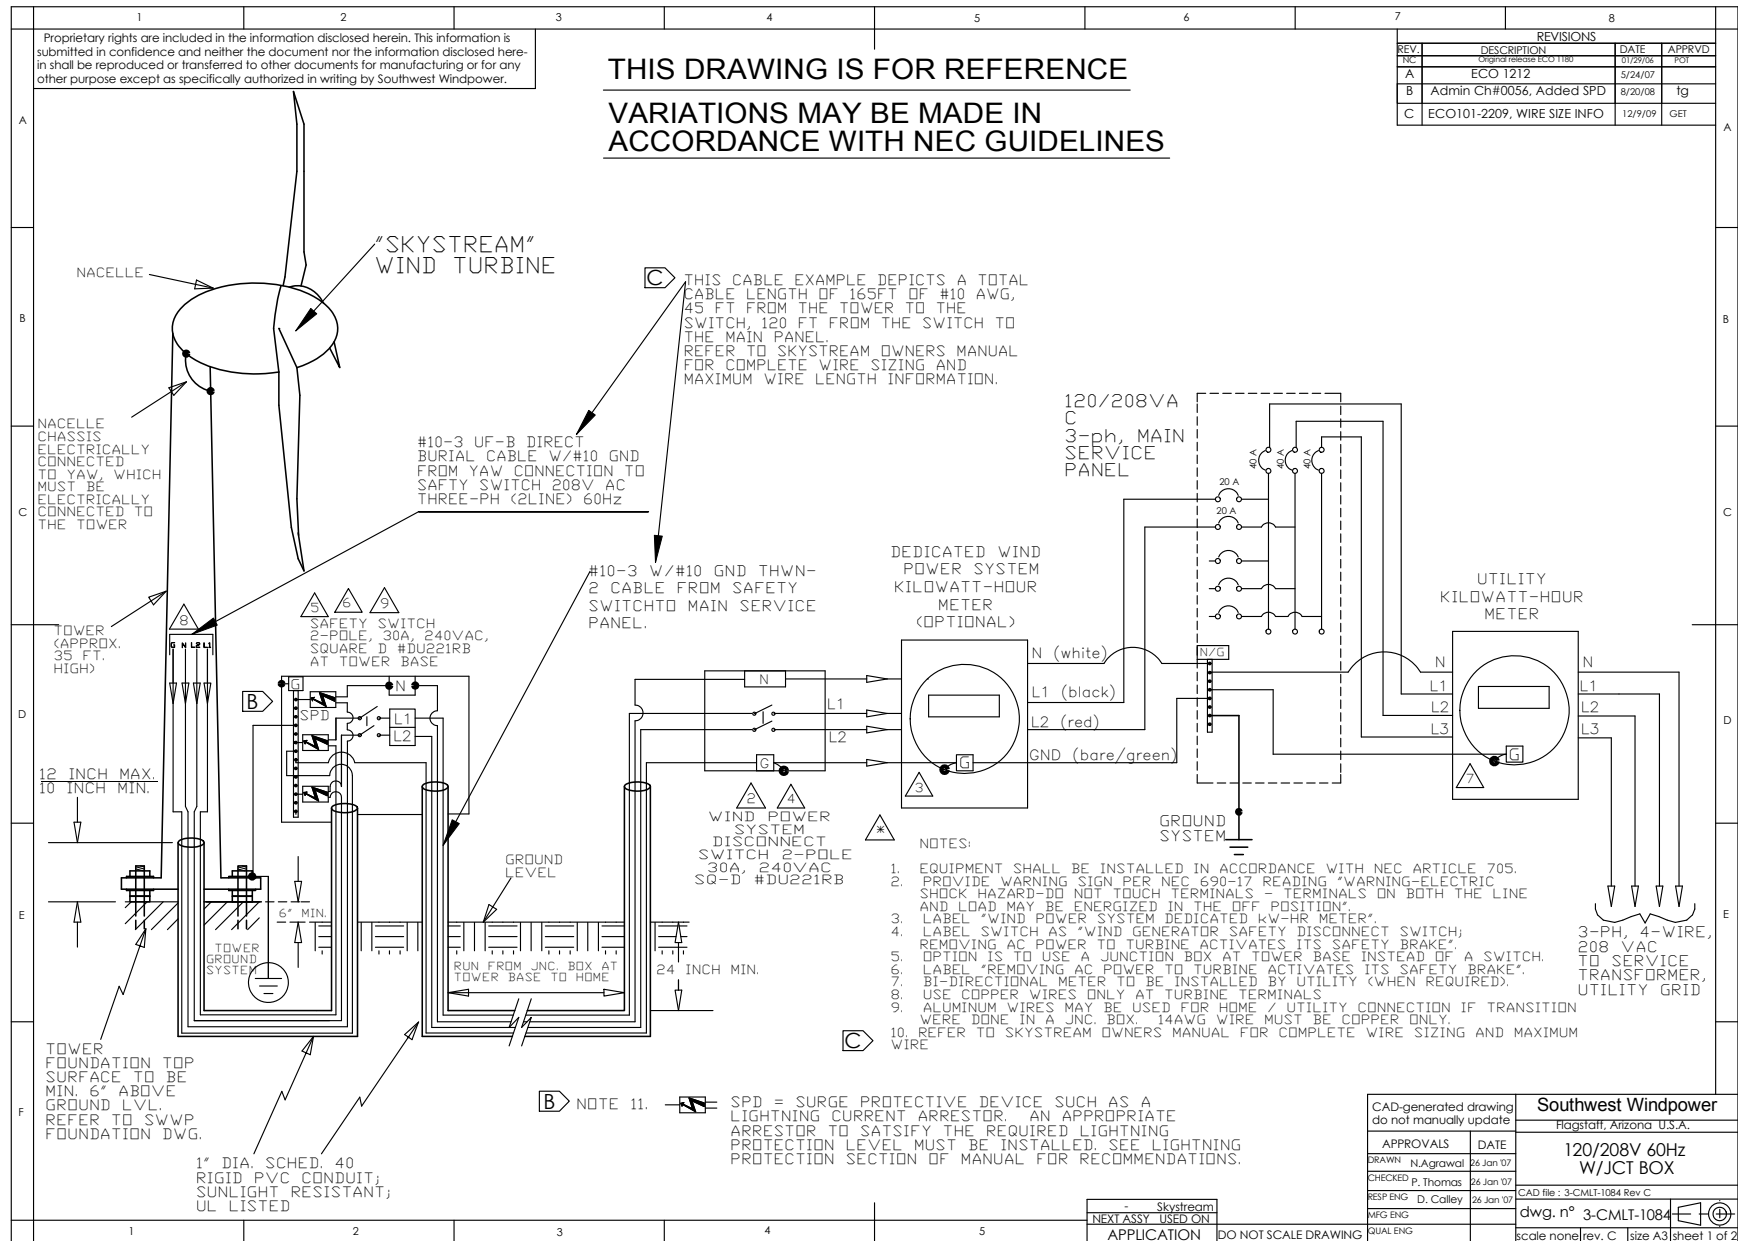 1 2 3 4 5 6 7 8
Proprietary rights are included in the information disclosed herein. This information is
submitted in confidence and neither the document nor the information disclosed here-
in shall be reproduced or transferred to other documents for manufacturing or for any
other purpose except as specifically authorized in writing by Southwest Windpower.
THIS DRAWING IS FOR REFERENCE
VARIATIONS MAY BE MADE IN
ACCORDANCE WITH NEC GUIDELINES
REVISIONS
REV. DESCRIPTION DATE APPRVD
NC Original release ECO 1180 01/29/06 POT
A ECO 1212 5/24/07
B Admin Ch#0056, Added SPD 8/20/08 tg
C ECO101-2209, WIRE SIZE INFO 12/9/09 GET
A
A
B
B
C
C
D
D
E
E
F
NACELLE
"SKYSTREAM"
WIND TURBINE
C
THIS CABLE EXAMPLE DEPICTS A TOTAL
CABLE LENGTH OF 165FT OF #10 AWG,
45 FT FROM THE TOWER TO THE
SWITCH, 120 FT FROM THE SWITCH TO
THE MAIN PANEL.
REFER TO SKYSTREAM OWNERS MANUAL
FOR COMPLETE WIRE SIZING AND
MAXIMUM WIRE LENGTH INFORMATION.
NACELLE
CHASSIS
ELECTRICALLY
CONNECTED
TO YAW, WHICH
MUST BE
ELECTRICALLY
CONNECTED TO
THE TOWER
#10-3 UF-B DIRECT
BURIAL CABLE W/#10 GND
FROM YAW CONNECTION TO
SAFTY SWITCH 208V AC
THREE-PH (2LINE) 60Hz
120/208VA
C
3-ph, MAIN
SERVICE
PANEL
40 A 40 A 40 A
20 A
20 A
#10-3 W/#10 GND THWN-
2 CABLE FROM SAFETY
SWITCHTO MAIN SERVICE
PANEL.
DEDICATED WIND
POWER SYSTEM
KILOWATT-HOUR
METER
(OPTIONAL)
UTILITY
KILOWATT-HOUR
METER
TOWER
(APPROX.
35 FT.
HIGH)
8
G N L2 L1
5 6 9
SAFETY SWITCH
2-POLE, 30A, 240VAC,
SQUARE D #DU221RB
AT TOWER BASE
B
G
SPD
N
L1
L2
N
L1
L2
G
G
3
N (white)
L1 (black)
L2 (red)
GND (bare/green)
N/G
N
L1
L2
L3
G
7
N
L1
L2
L3
12 INCH MAX.
10 INCH MIN.
2 4
WIND POWER
SYSTEM
DISCONNECT
SWITCH 2-POLE
30A, 240VAC
SQ-D #DU221RB
GROUND
SYSTEM
GROUND
LEVEL
6" MIN.
TOWER
GROUND
SYSTEM
RUN FROM JNC. BOX AT
TOWER BASE TO HOME
24 INCH MIN.
*
NOTES:
1. EQUIPMENT SHALL BE INSTALLED IN ACCORDANCE WITH NEC ARTICLE 705.
2. PROVIDE WARNING SIGN PER NEC 690-17 READING "WARNING-ELECTRIC
SHOCK HAZARD-DO NOT TOUCH TERMINALS - TERMINALS ON BOTH THE LINE
AND LOAD MAY BE ENERGIZED IN THE OFF POSITION".
3. LABEL "WIND POWER SYSTEM DEDICATED kW-HR METER".
4. LABEL SWITCH AS "WIND GENERATOR SAFETY DISCONNECT SWITCH;
REMOVING AC POWER TO TURBINE ACTIVATES ITS SAFETY BRAKE".
5. OPTION IS TO USE A JUNCTION BOX AT TOWER BASE INSTEAD OF A SWITCH.
6. LABEL "REMOVING AC POWER TO TURBINE ACTIVATES ITS SAFETY BRAKE".
7. BI-DIRECTIONAL METER TO BE INSTALLED BY UTILITY (WHEN REQUIRED).
8. USE COPPER WIRES ONLY AT TURBINE TERMINALS
9. ALUMINUM WIRES MAY BE USED FOR HOME / UTILITY CONNECTION IF TRANSITION
WERE DONE IN A JNC. BOX. 14AWG WIRE MUST BE COPPER ONLY.
C
10. REFER TO SKYSTREAM OWNERS MANUAL FOR COMPLETE WIRE SIZING AND MAXIMUM
WIRE
3-PH, 4-WIRE,
208 VAC
TO SERVICE
TRANSFORMER,
UTILITY GRID
TOWER
FOUNDATION TOP
SURFACE TO BE
MIN. 6" ABOVE
GROUND LVL.
REFER TO SWWP
FOUNDATION DWG.
1" DIA. SCHED. 40
RIGID PVC CONDUIT;
SUNLIGHT RESISTANT;
UL LISTED
B NOTE 11.
SPD = SURGE PROTECTIVE DEVICE SUCH AS A
LIGHTNING CURRENT ARRESTOR. AN APPROPRIATE
ARRESTOR TO SATSIFY THE REQUIRED LIGHTNING
PROTECTION LEVEL MUST BE INSTALLED. SEE LIGHTNING
PROTECTION SECTION OF MANUAL FOR RECOMMENDATIONS.
CAD-generated drawing
do not manually update
APPROVALS DATE
DRAWN N.Agrawal 26 Jan '07
CHECKED P. Thomas 26 Jan '07
RESP ENG D. Calley 26 Jan '07
MFG ENG
QUAL ENG
Southwest Windpower
Flagstaff, Arizona U.S.A.
120/208V 60Hz
W/JCT BOX
CAD file : 3-CMLT-1084 Rev C
dwg. n° 3-CMLT-1084
scale none rev. C size A3 sheet 1 of 2
- Skystream
NEXT ASSY USED ON
APPLICATION
DO NOT SCALE DRAWING
1 2 3 4 5